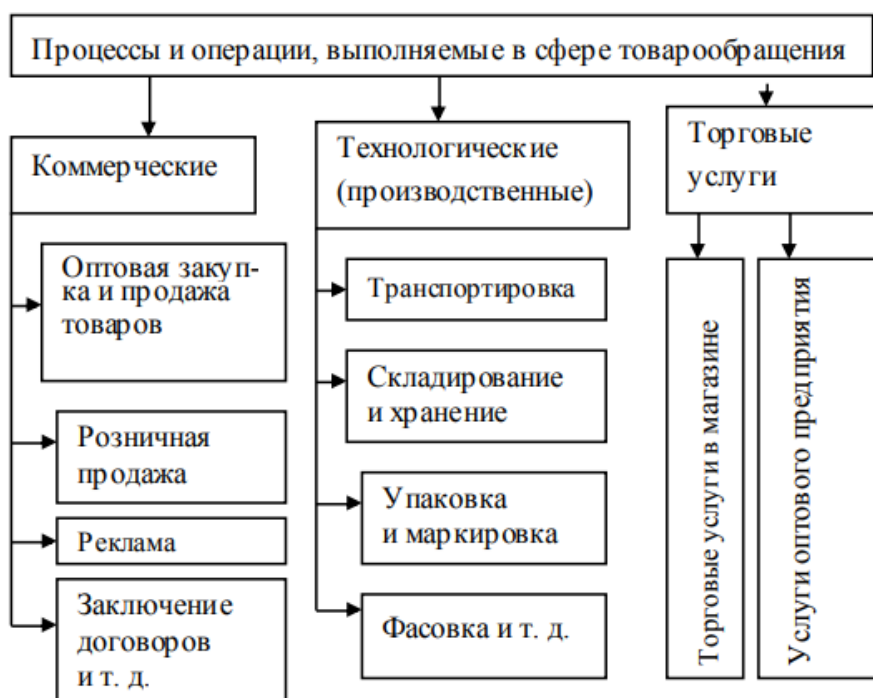 Процессы и операции, выполняемые в сфере товарообращения
Коммерческие
Оптовая закуп-
ка и продажа
товаров
Розничная
продажа
Реклама
Заключение
договоров
и т. д.
Технологические
(производственные)
Транспортировка
Складирование
и хранение
Упаковка
и маркировка
Фасовка и т. д.
Торговые
услуги
Торговые услуги в магазине
Услуги оптового предприятия